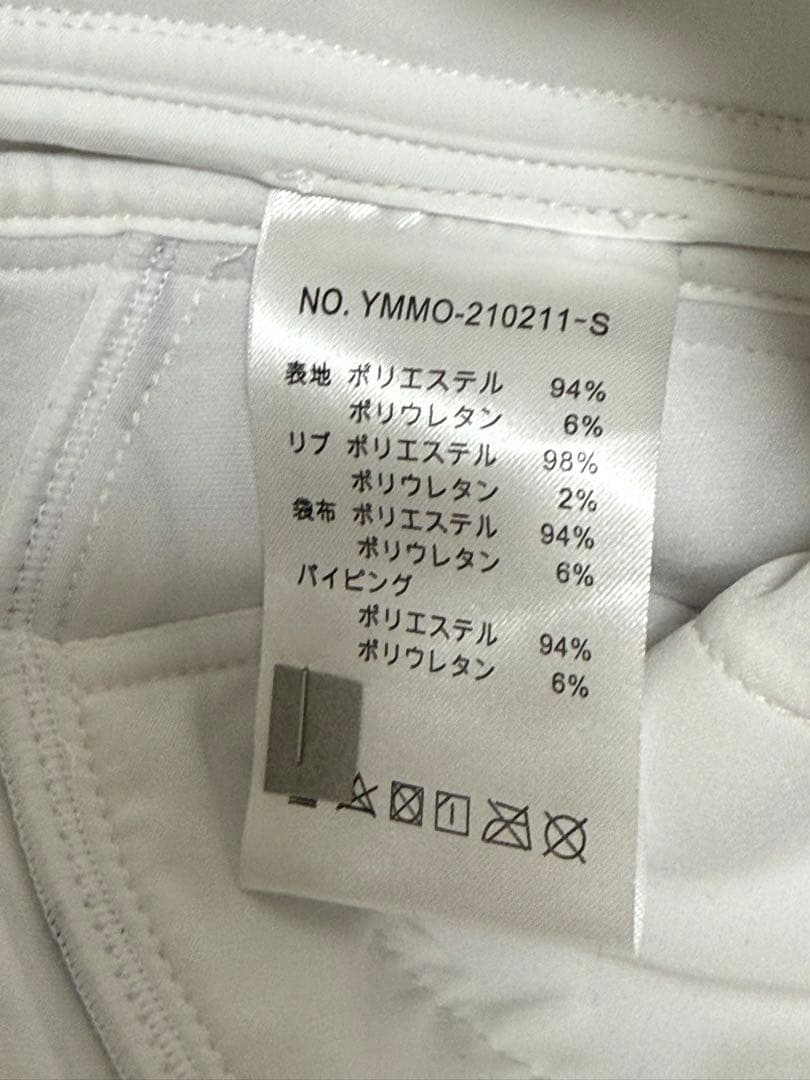 NO. YMMO-210211-S
表地 ポリエステル 94%
ポリウレタン 6%
リブ ポリエステル 98%
ポリウレタン 2%
袋布 ポリエステル 94%
ポリウレタン 6%
パイピング
ポリエステル 94%
ポリウレタン 6%